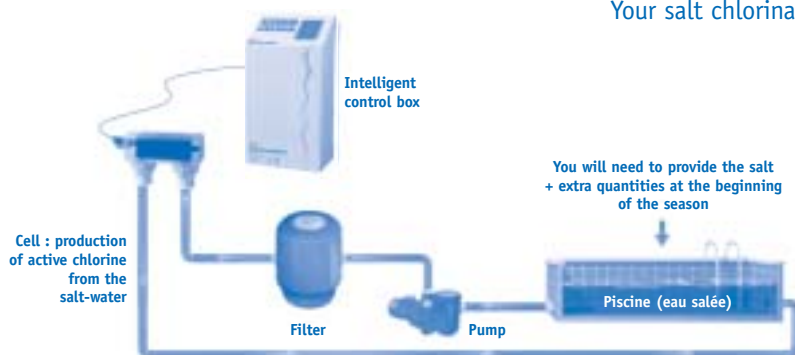 Your salt chlorina
Intelligent
control box
You will need to provide the salt
+ extra quantities at the beginning
of the season
Cell : production
of active chlorine
from the
salt-water
Piscine (eau salée)
Filter
Pump